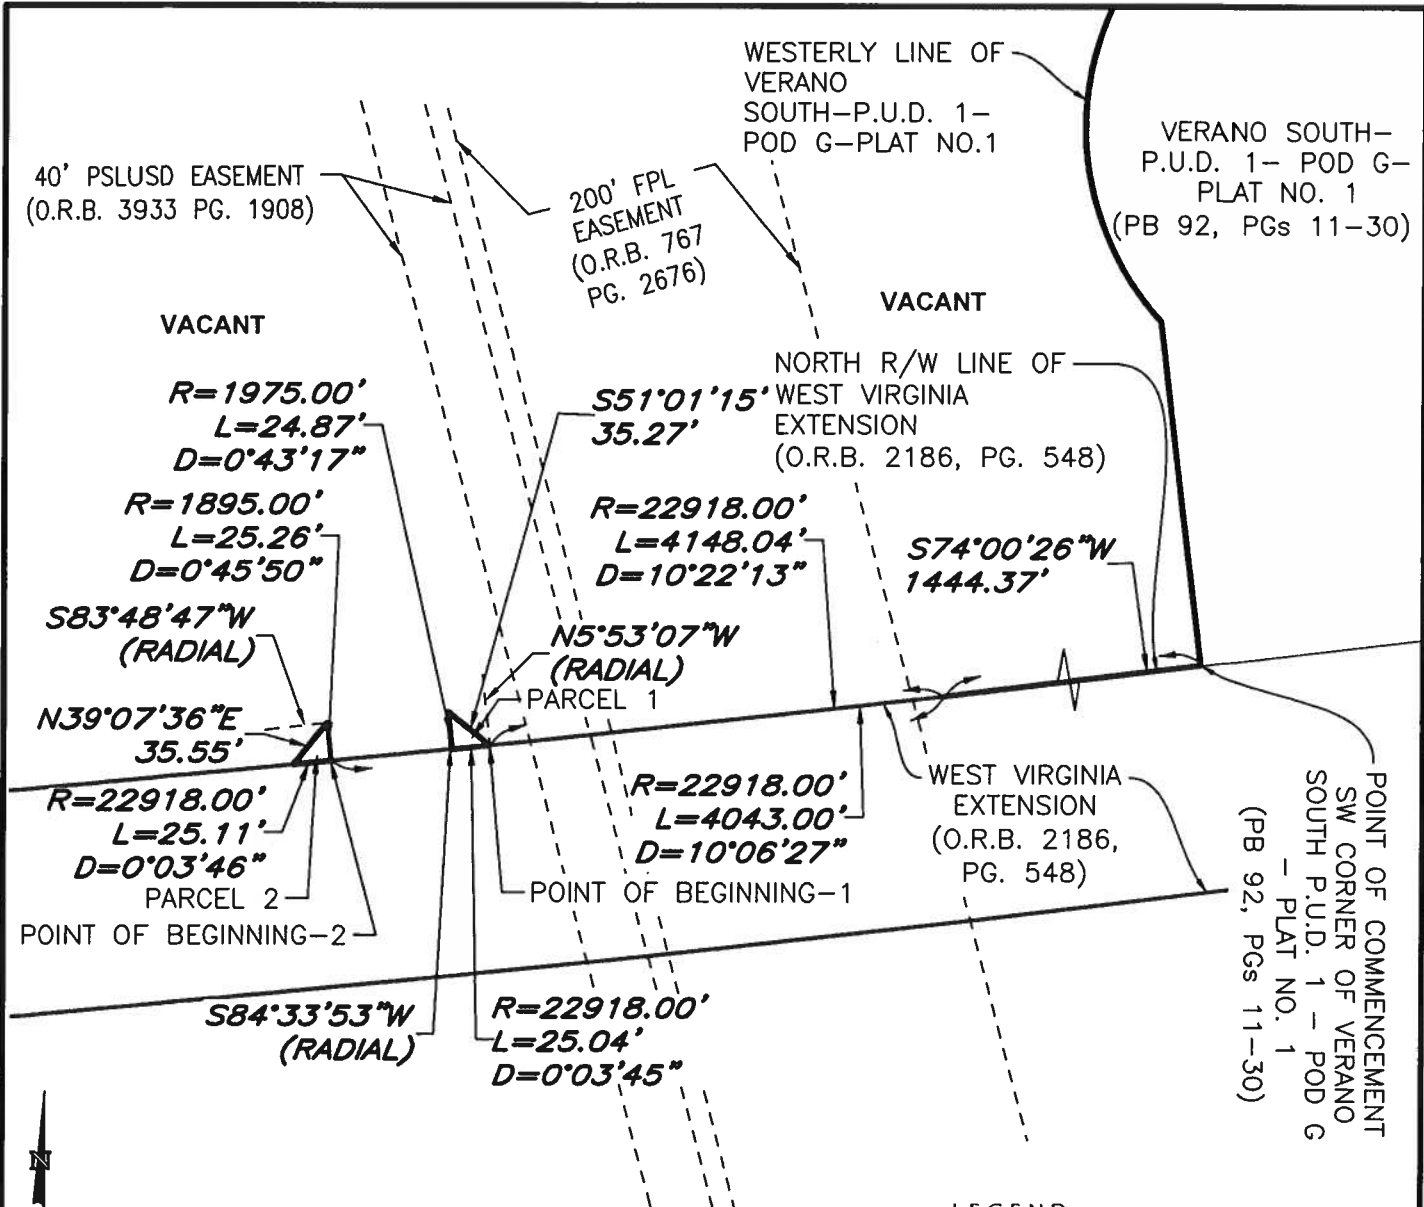 WESTERLY LINE OF
VERANO
SOUTH-P.U.D. 1-
POD G-PLAT NO.1
VERANO SOUTH-
P.U.D. 1- POD G-
PLAT NO. 1
(PB 92, PGs 11-30)
40' PSLUSD EASEMENT
(O.R.B. 3933 PG. 1908)
200' FPL
EASEMENT
(O.R.B. 767
PG. 2676)
VACANT
VACANT
NORTH R/W LINE OF
WEST VIRGINIA
EXTENSION
(O.R.B. 2186, PG. 548)
R=1975.00'
L=24.87'
D=0°43'17"
S51°01'15'
35.27'
R=1895.00'
L=25.26'
D=0°45'50"
R=22918.00'
L=4148.04'
D=10°22'13"
S74°00'26"W
1444.37'
S83°48'47"W
(RADIAL)
N5°53'07"W
(RADIAL)
PARCEL 1
N39°07'36"E
35.55'
R=22918.00'
L=25.11'
D=0°03'46"
PARCEL 2
POINT OF BEGINNING-2
R=22918.00'
L=4043.00'
D=10°06'27"
POINT OF BEGINNING-1
WEST VIRGINIA
EXTENSION
(O.R.B. 2186,
PG. 548)
POINT OF COMMENCEMENT
SW CORNER OF VERANO
SOUTH P.U.D. 1 - POD G
- PLAT NO. 1
(PB 92, PGs 11-30)
S84°33'53"W
(RADIAL)
R=22918.00'
L=25.04'
D=0°03'45"
N
LEGEND